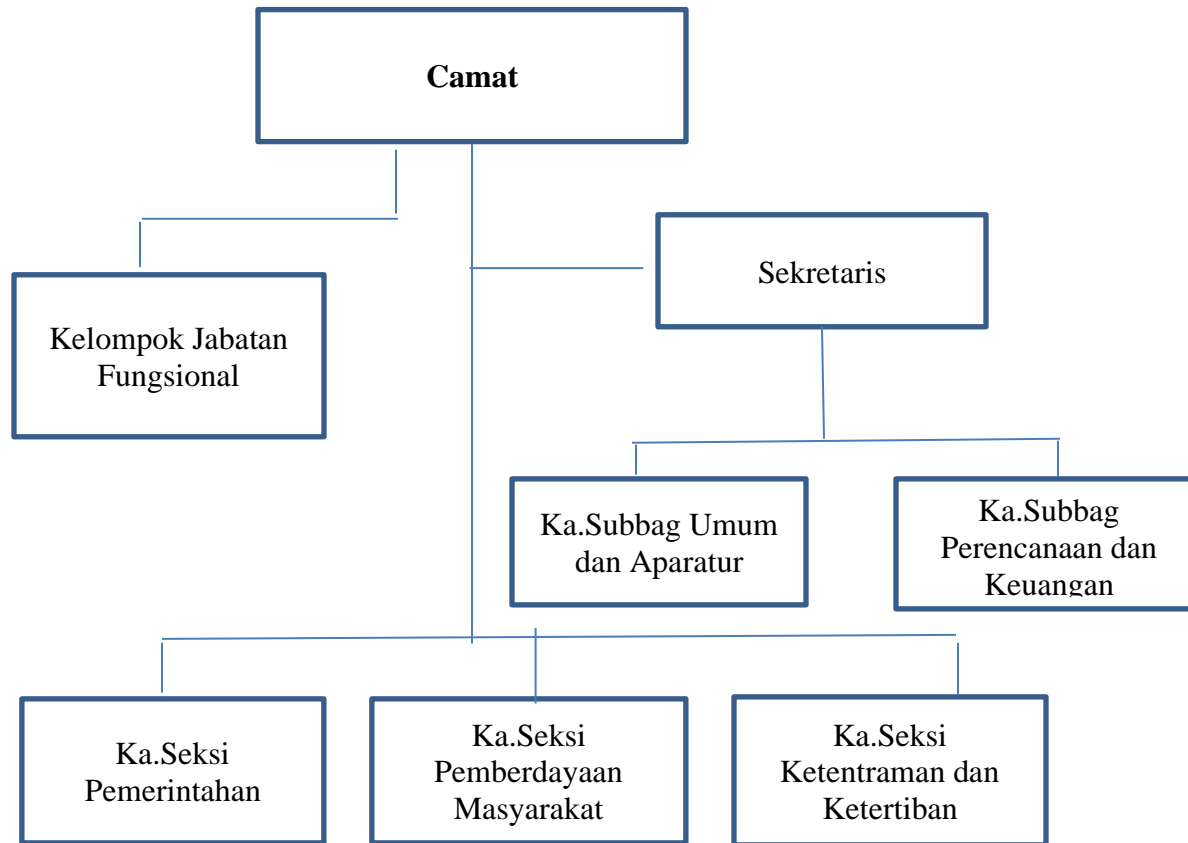 Camat
Sekretaris
Kelompok Jabatan
Fungsional
Ka.Subbag Umum
dan Aparatur
Ka.Subbag
Perencanaan dan
Keuangan
Ka.Seksi
Pemerintahan
Ka.Seksi
Pemberdayaan
Masyarakat
Ka.Seksi
Ketentraman dan
Ketertiban